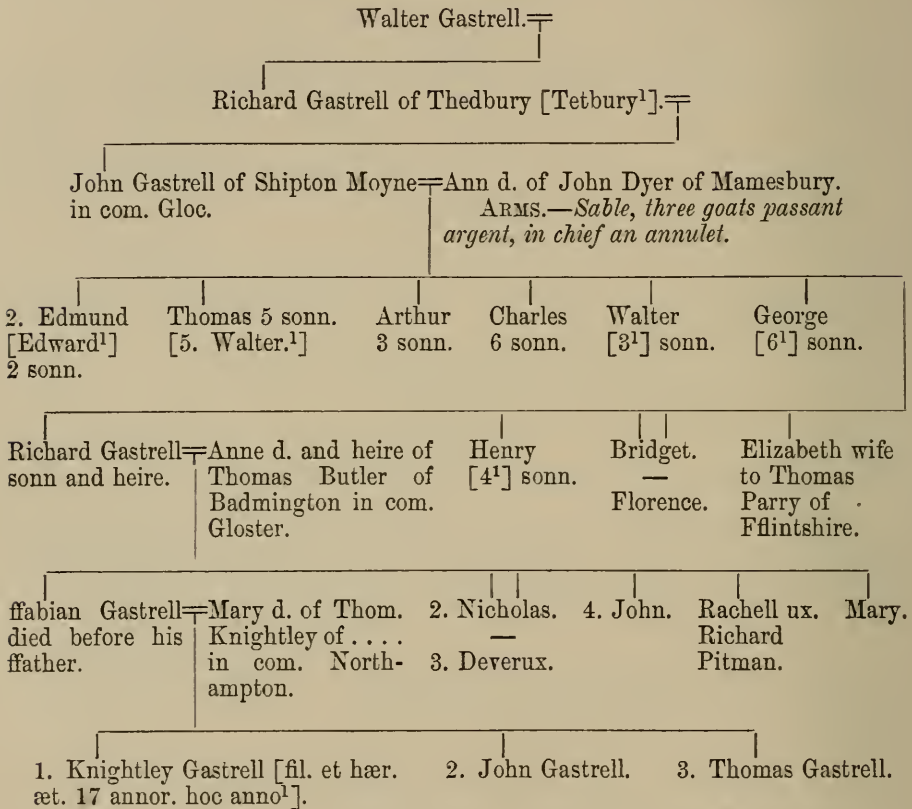 Walter Gastrell.
Richard Gastrell of Thedbury [Tetbury¹].
John Gastrell of Shipton Moyne
in com. Gloc.
Ann d. of John Dyer of Mamesbury.
ARMS.—Sable, three goats passant
argent, in chief an annulet.
2. Edmund
[Edward¹]
2 sonn.
Thomas 5 sonn.
[5. Walter.¹]
Arthur
3 sonn.
Charles
6 sonn.
Walter
[3¹] sonn.
George
[6¹] sonn.
Richard Gastrell
sonn and heire.
Anne d. and heire of
Thomas Butler of
Badmington in com.
Gloster.
Henry
[4¹] sonn.
Bridget.
—
Florence.
Elizabeth wife
to Thomas
Parry of
Fflintshire.
ffabian Gastrell
died before his
ffather.
Mary d. of Thom.
Knightley of ....
in com. North-
ampton.
2. Nicholas.
—
3. Deverux.
4. John.
Rachell ux.
Richard
Pitman.
Mary.
1. Knightley Gastrell [fil. et hær.
æt. 17 annor. hoc anno¹].
2. John Gastrell.
3. Thomas Gastrell.